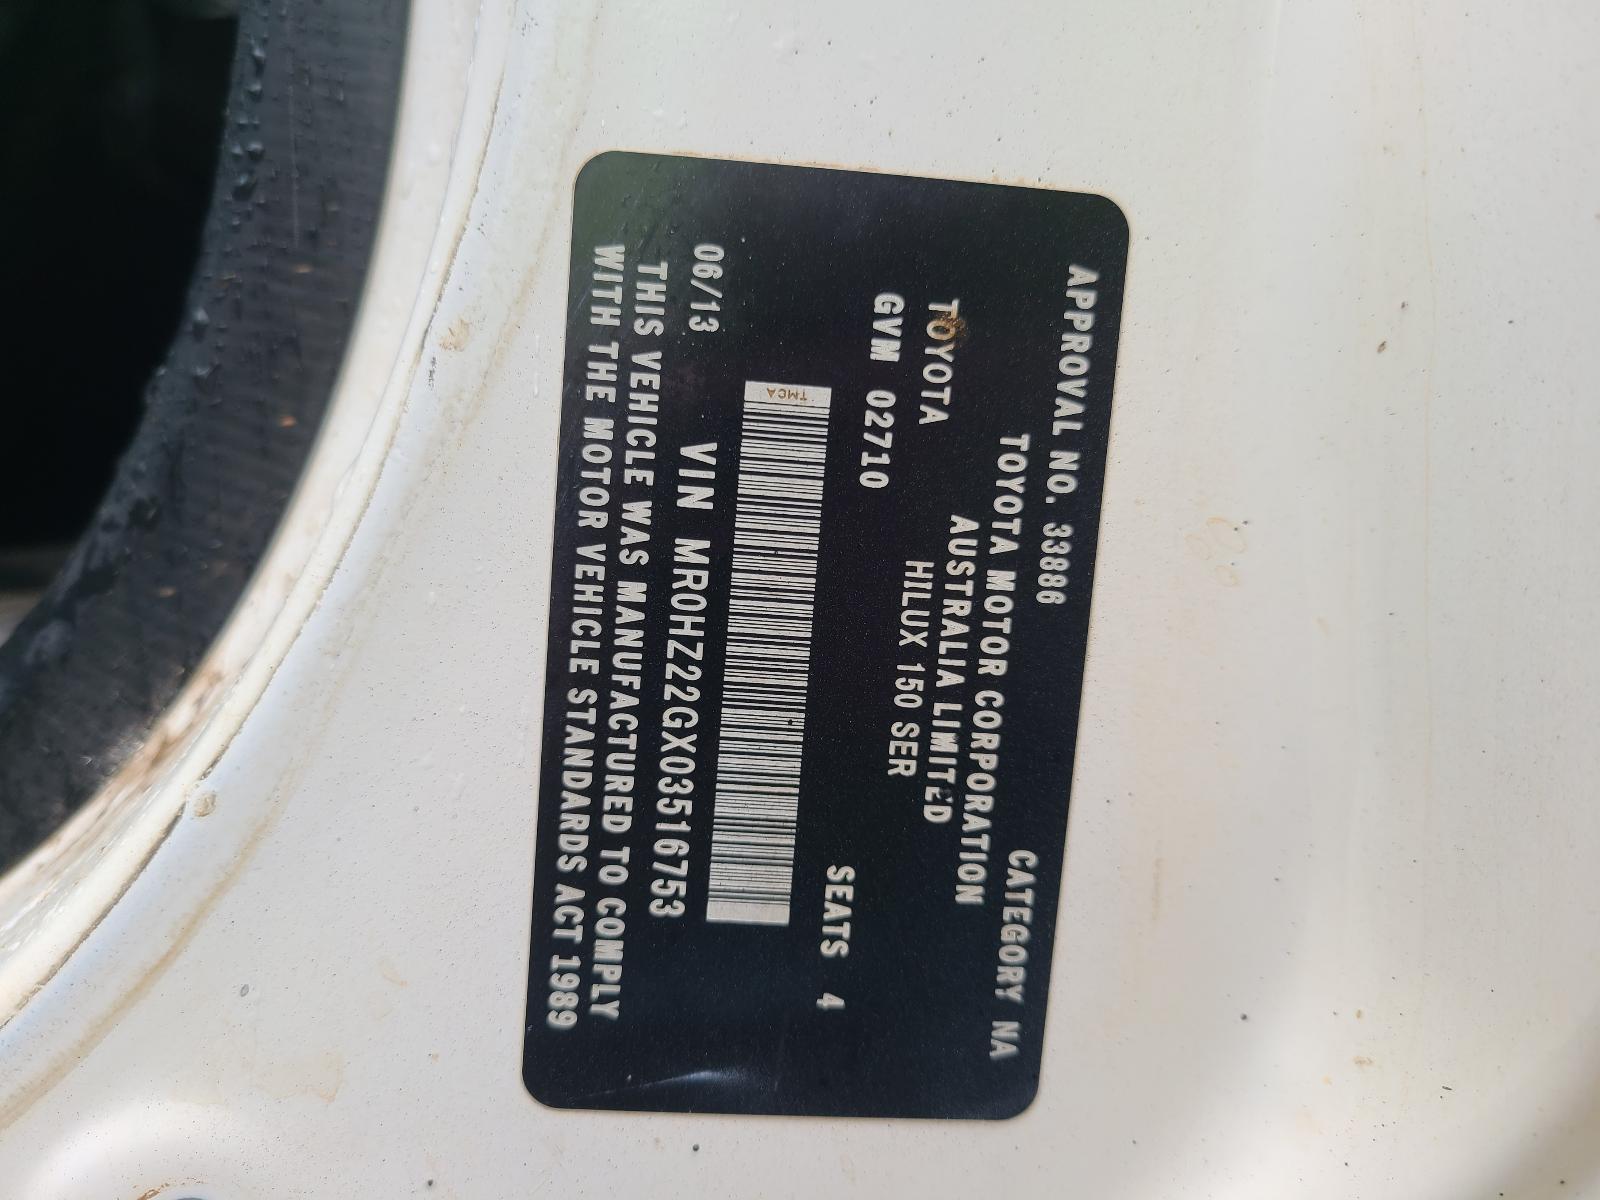 APPROVAL NO. 33886 CATEGORY NA
TOYOTA MOTOR CORPORATION
AUSTRALIA LIMITED
TOYOTA HILUX 150 SER
GVM 02710 SEATS 4
TMCA
06/13 VIN MR0HZ22GX03516753
THIS VEHICLE WAS MANUFACTURED TO COMPLY
WITH THE MOTOR VEHICLE STANDARDS ACT 1989